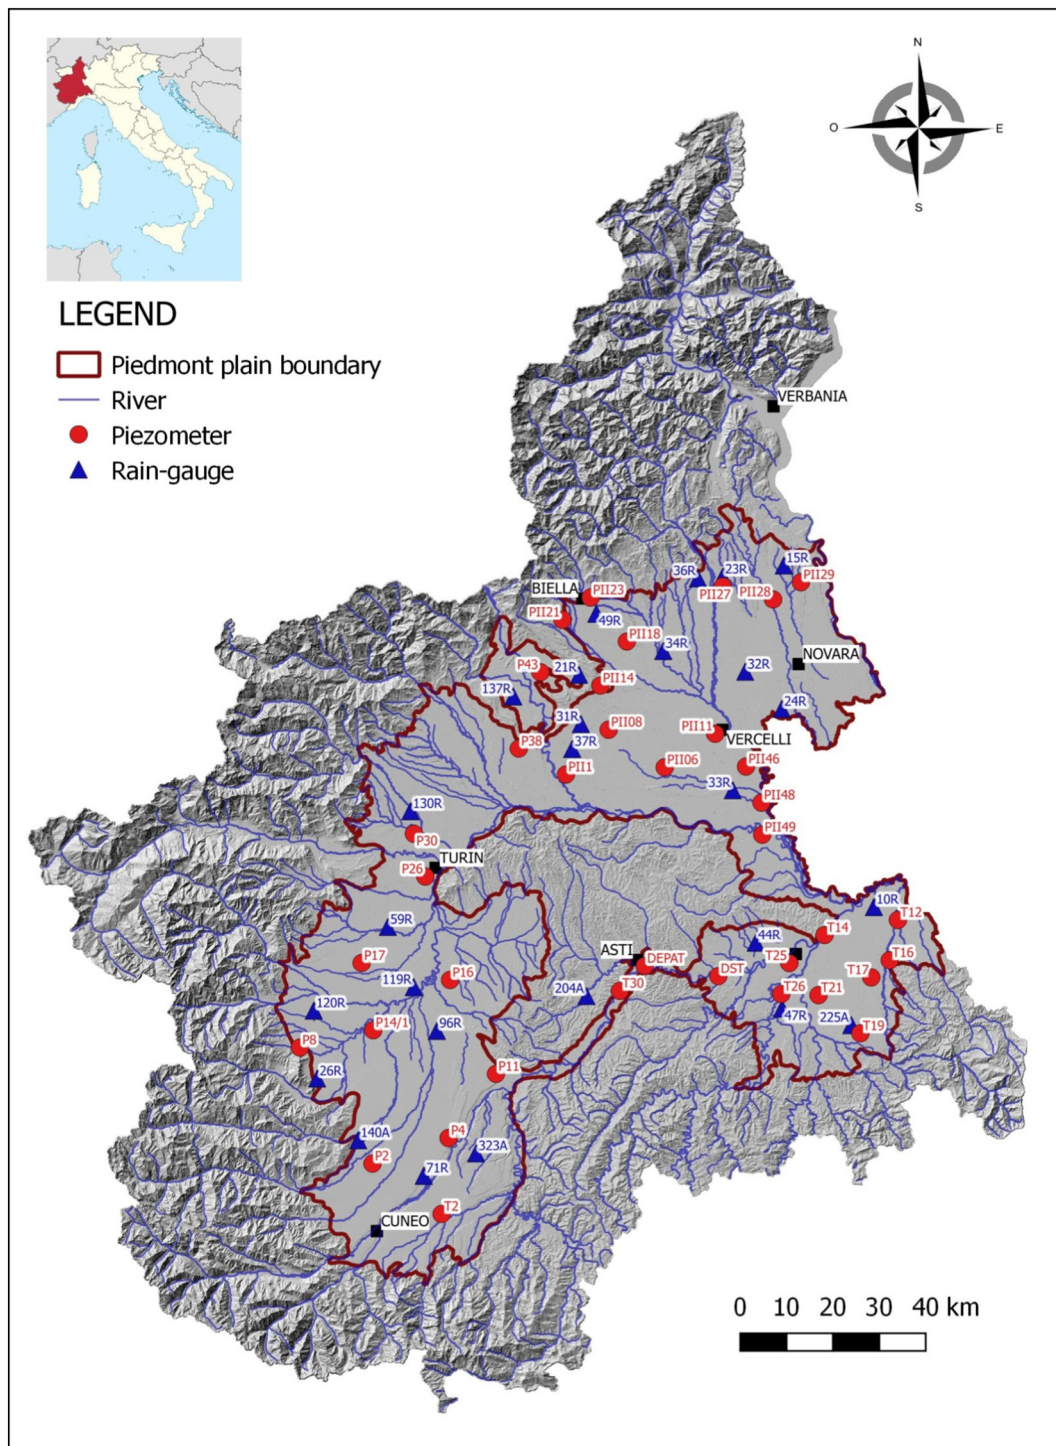 N
O
E
S
LEGEND
Piedmont plain boundary
River
Piezometer
Rain-gauge
VERBANIA
15R
23R
36R
PII29
PII27
PII28
BIELLA
PII23
PII21
49R
PII18
34R
NOVARA
P43
21R
32R
PII14
137R
24R
31R
PII08
PII11
VERCELLI
P38
37R
PII1
PII06
PII46
33R
PII48
130R
P30
PII49
TURIN
P26
10R
T12
59R
T14
44R
ASTI
T25
T16
P17
DEPAT
DST
T17
P16
119R
T30
T26
T21
204A
120R
47R
225A
T19
P14/1
96R
P8
P11
26R
P4
140A
323A
P2
71R
T2
CUNEO
0 10 20 30 40 km